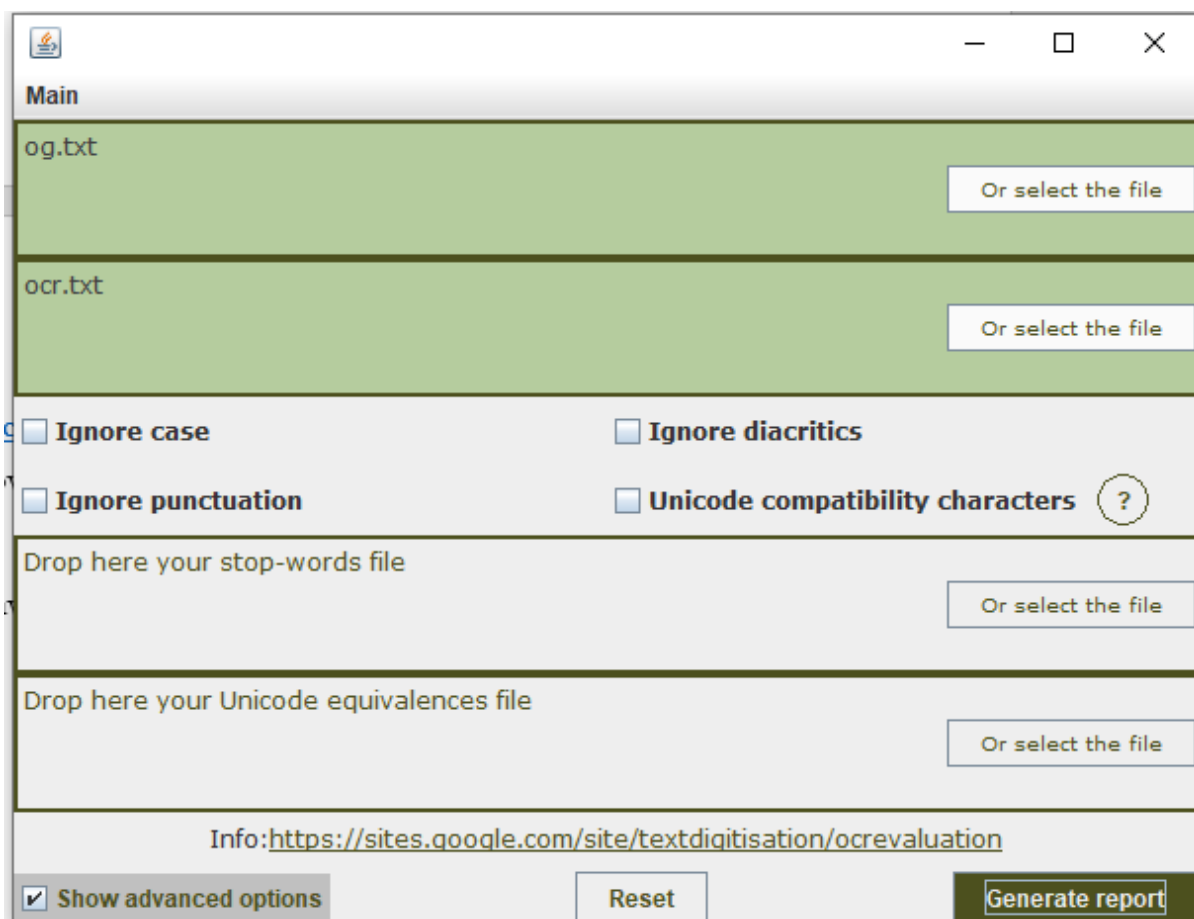 Main
og.txt
Or select the file
ocr.txt
Or select the file
Ignore case
Ignore diacritics
Ignore punctuation
Unicode compatibility characters ?
Drop here your stop-words file
Or select the file
Drop here your Unicode equivalences file
Or select the file
Info:https://sites.google.com/site/textdigitisation/ocrevaluation
Show advanced options
Reset
Generate report